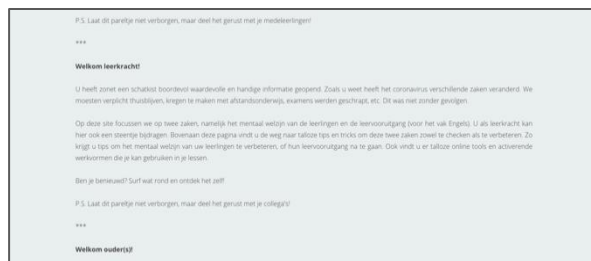 P.S. Laat dit pareltje niet verborgen, maar deel het gerust met je medeleerlingen!
***
Welkom leerkracht!
U heeft zonet een schatkist boordevol waardevolle en handige informatie geopend. Zoals u weet heeft het coronavirus verschillende zaken veranderd. We
moesten verplicht thuisblijven, kregen te maken met afstandsonderwijs, examens werden geschrapt, etc. Dit was niet zonder gevolgen.
Op deze site focussen we op twee zaken, namelijk het mentaal welzijn van de leerlingen en de leervooruitgang (voor het vak Engels). U als leerkracht kan
hier ook een steentje bijdragen. Bovenaan deze pagina vindt u de weg naar talloze tips en tricks om deze twee zaken zowel te checken als te verbeteren. Zo
krijgt u tips om het mentaal welzijn van uw leerlingen te verbeteren, of hun leervooruitgang na te gaan. Ook vindt u er talloze online tools en activerende
werkvormen die je kan gebruiken in je lessen.
Ben je benieuwd? Surf wat rond en ontdek het zelf!
P.S. Laat dit pareltje niet verborgen, maar deel het gerust met je collega's!
***
Welkom ouder(s)!